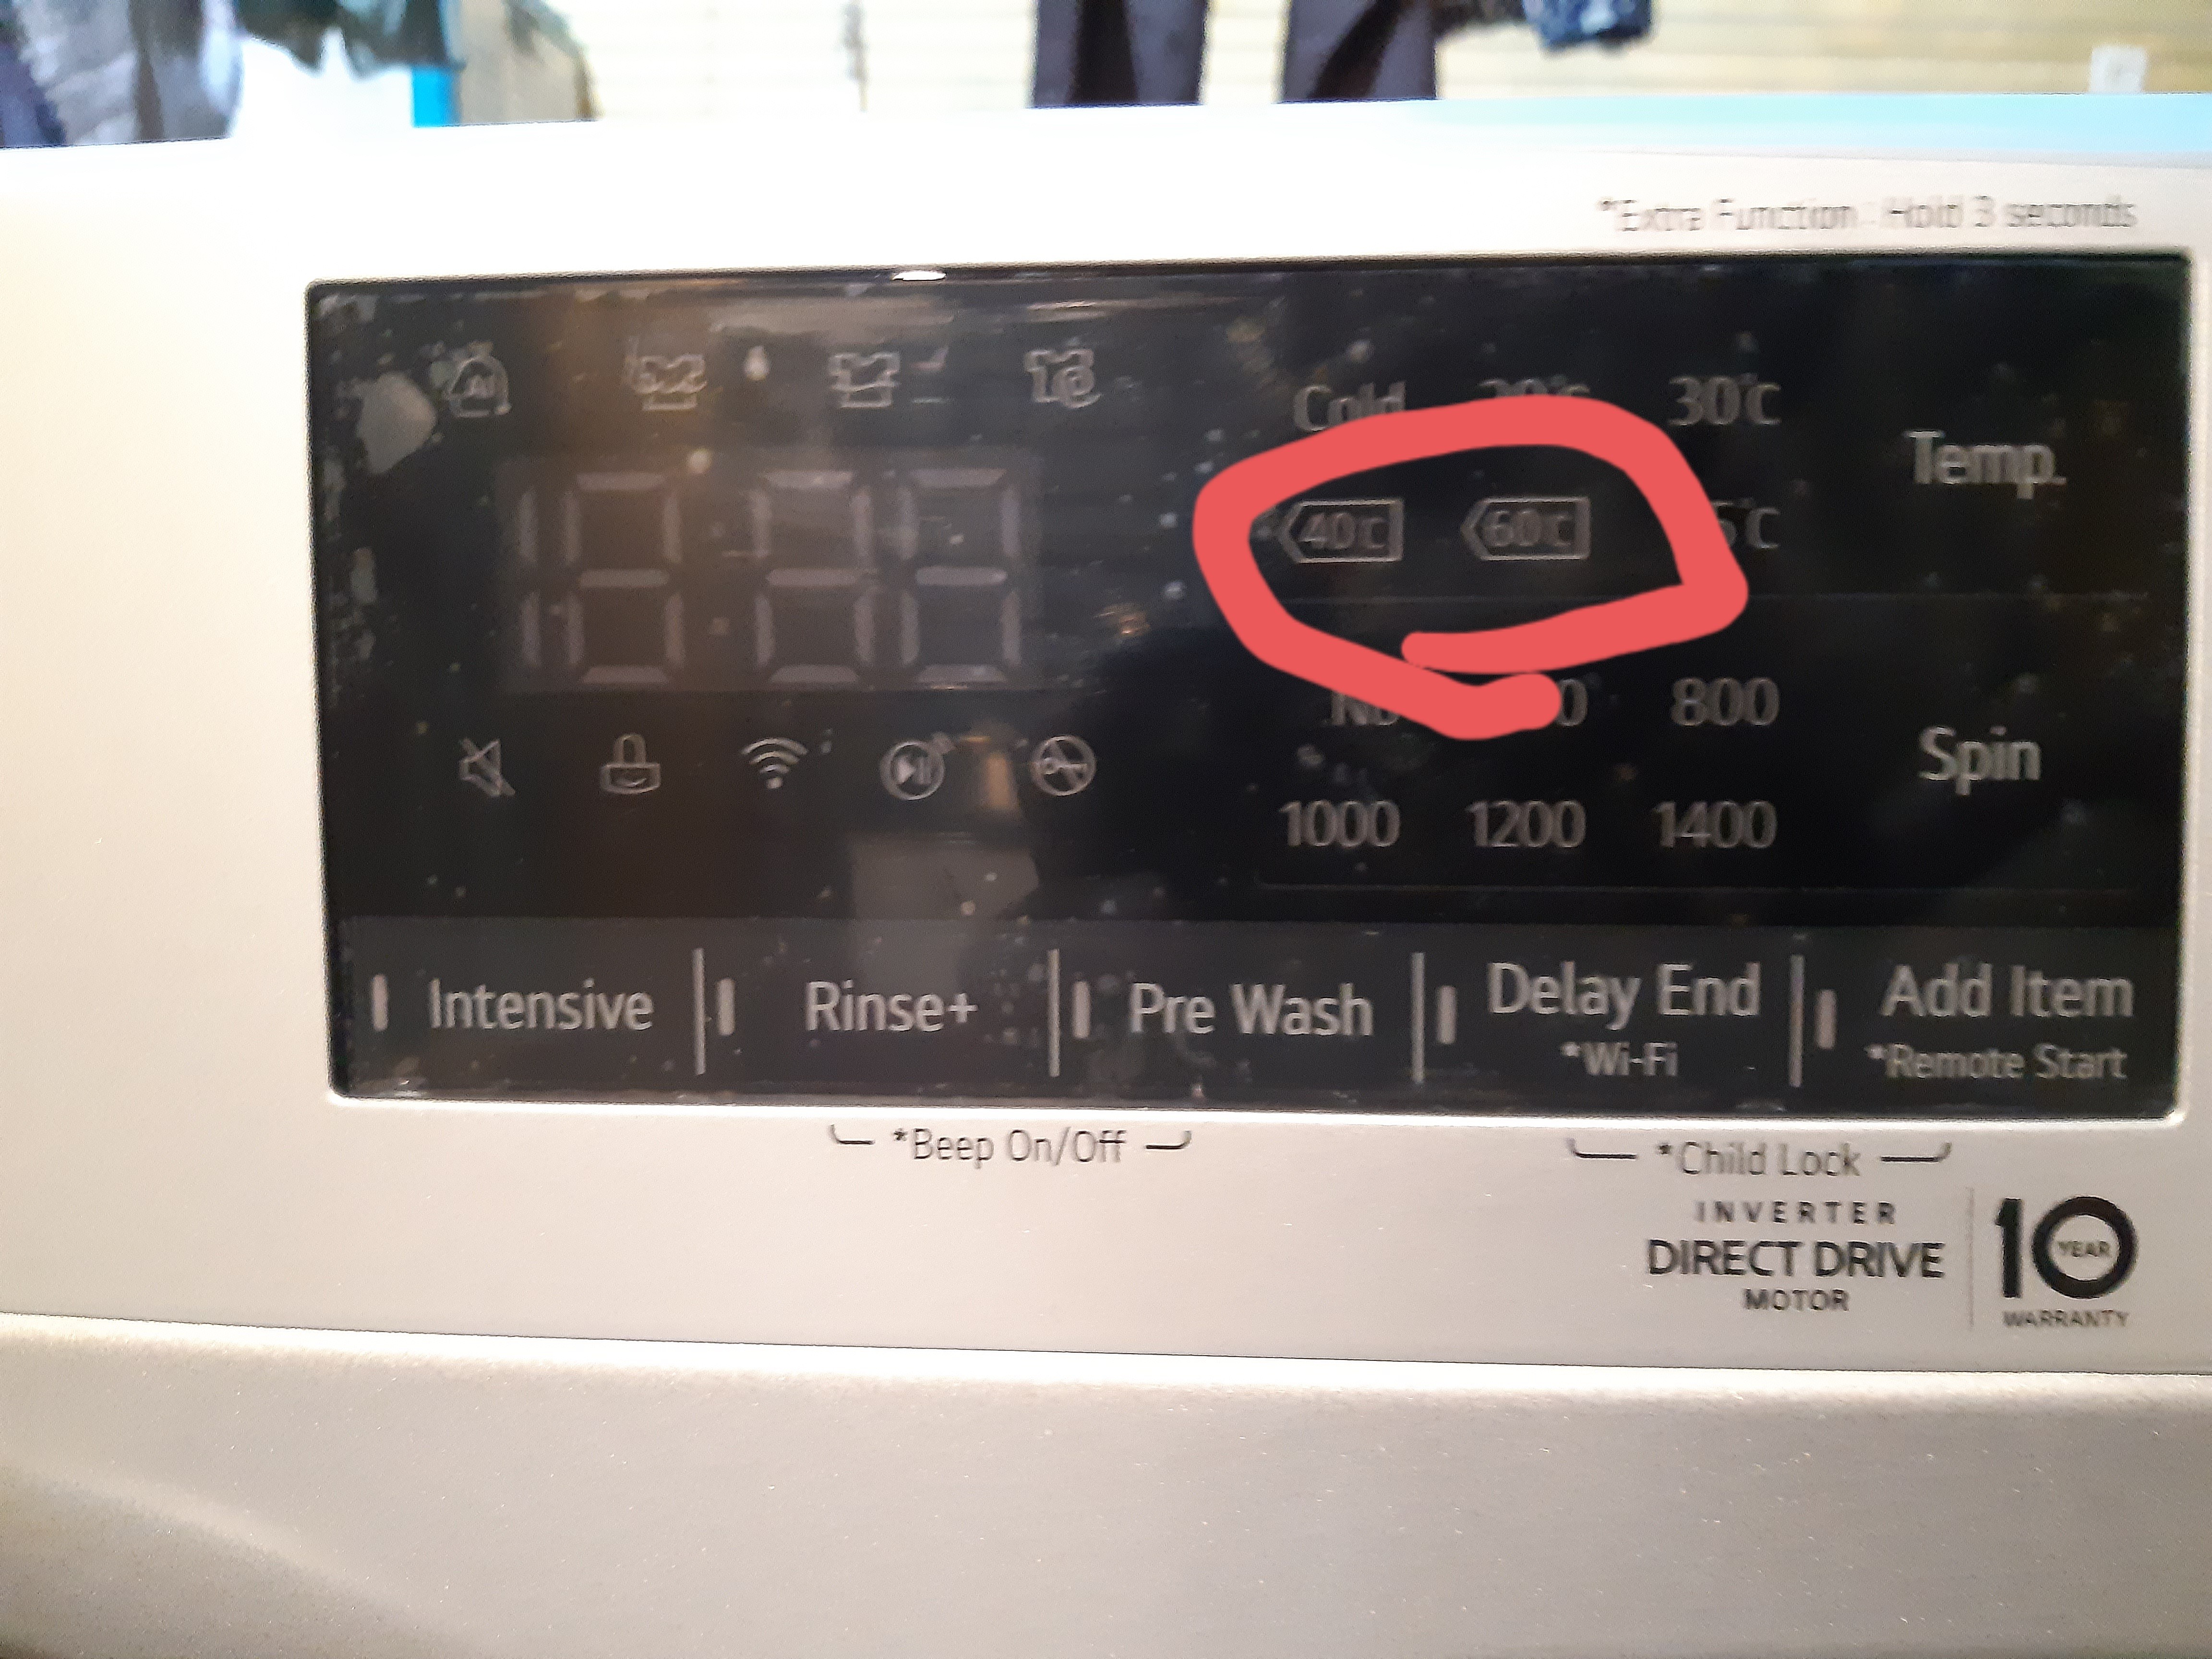 *Extra Function : Hold 3 seconds
Cold 30°C
Temp.
40°C 60°C
800
Spin
1000 1200 1400
Intensive Rinse+ Pre Wash Delay End Add Item
*Wi-Fi *Remote Start
*Beep On/Off *Child Lock
INVERTER
DIRECT DRIVE
MOTOR
10 YEAR
WARRANTY